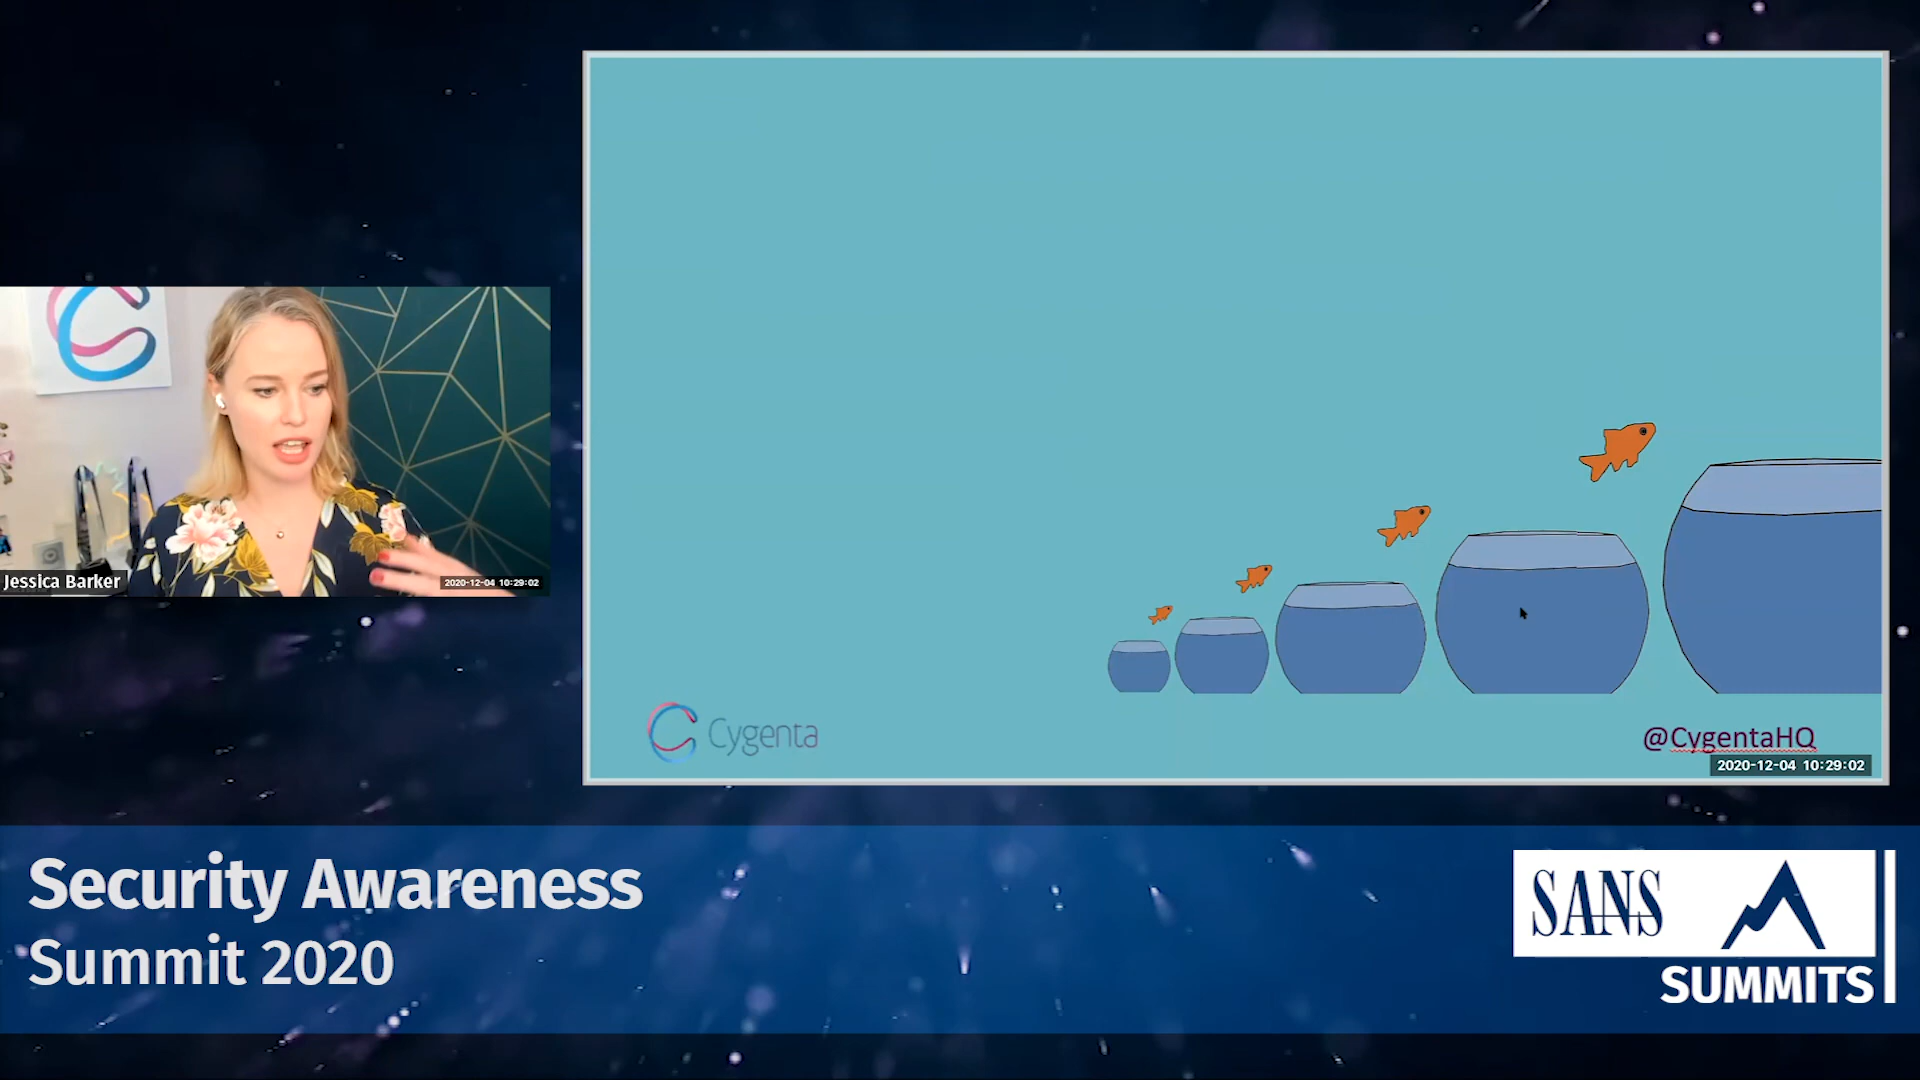 Jessica Barker
2020-12-04 10:29:02
Cygenta
@CygentaHQ
2020-12-04 10:29:02
Security Awareness
Summit 2020
SANS
SUMMITS